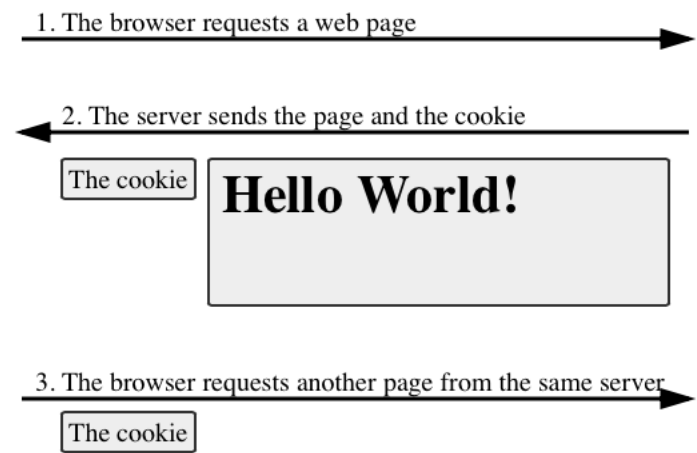 1. The browser requests a web page
2. The server sends the page and the cookie
The cookie
Hello World!
3. The browser requests another page from the same server
The cookie